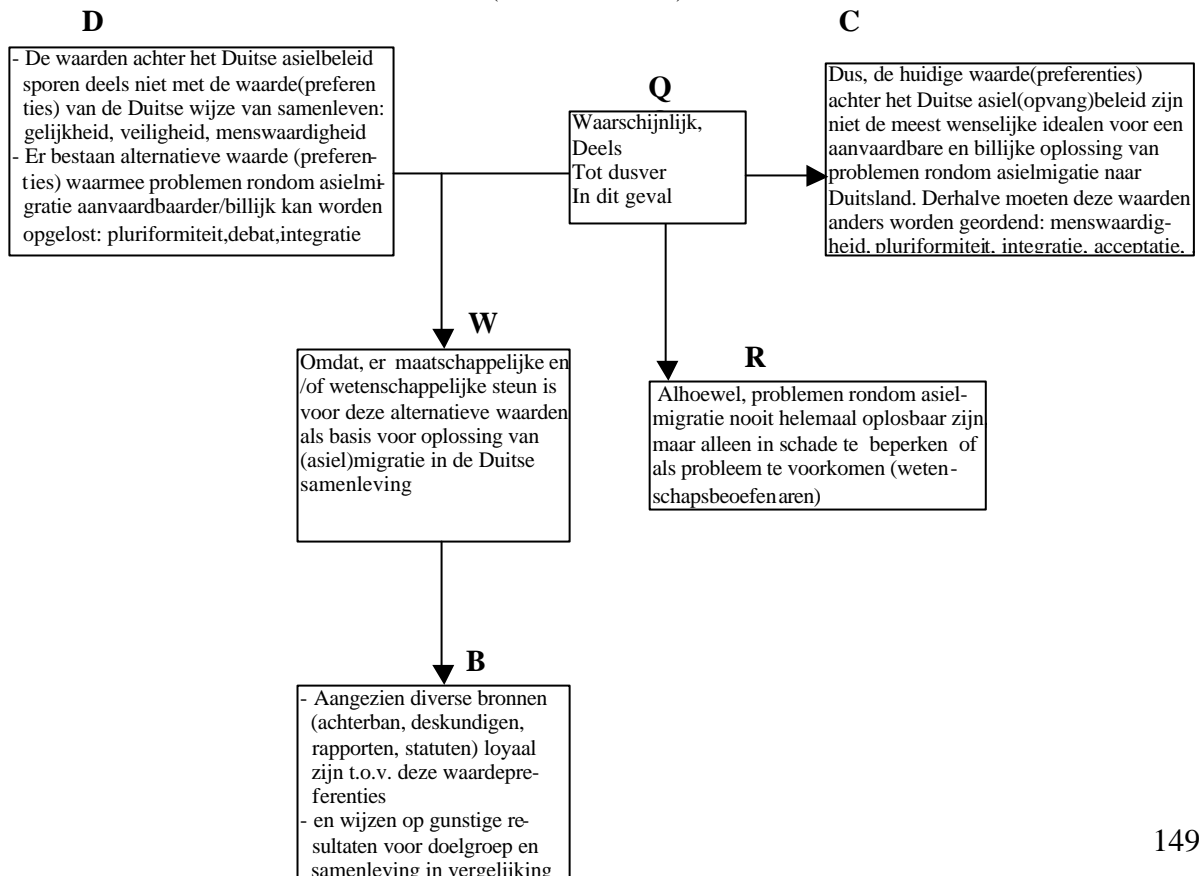 D
- De waarden achter het Duitse asielbeleid
sporen deels niet met de waarde(preferen
ties) van de Duitse wijze van samenleven:
gelijkheid, veiligheid, menswaardigheid
- Er bestaan alternatieve waarde (preferen-
ties) waarmee problemen rondom asielmi-
gratie aanvaardbaarder/billijk kan worden
opgelost: pluriformiteit,debat,integratie
Q
Waarschijnlijk,
Deels
Tot dusver
In dit geval
C
Dus, de huidige waarde(preferenties)
achter het Duitse asiel(opvang)beleid zijn
niet de meest wenselijke idealen voor een
aanvaardbare en billijke oplossing van
problemen rondom asielmigatie naar
Duitsland. Derhalve moeten deze waarden
anders worden geordend: menswaardig-
heid, pluriformiteit, integratie, acceptatie,
W
Omdat, er maatschappelijke en
/of wetenschappelijke steun is
voor deze alternatieve waarden
als basis voor oplossing van
(asiel)migratie in de Duitse
samenleving
R
Alhoewel, problemen rondom asiel-
migratie nooit helemaal oplosbaar zijn
maar alleen in schade te beperken of
als probleem te voorkomen (weten-
schapsbeoefenaren)
B
- Aangezien diverse bronnen
(achterban, deskundigen,
rapporten, statuten) loyaal
zijn t.o.v. deze waardepre-
ferenties
- en wijzen op gunstige re-
sultaten voor doelgroep en
samenleving in vergelijking
149